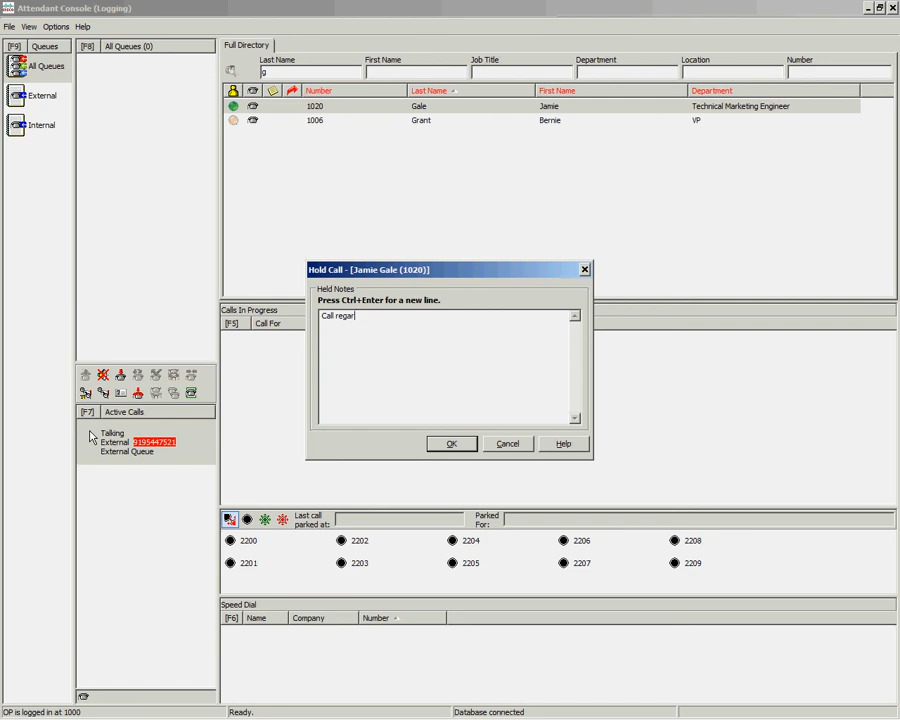 Attendant Console (Logging)
File View Options Help
[F9] Queues
All Queues
External
Internal
[F8] All Queues (0)
Full Directory
Last Name First Name Job Title Department Location Number
g
Number Last Name First Name Department
1020 Gale Jamie Technical Marketing Engineer
1006 Grant Bernie VP
Hold Call - [Jamie Gale (1020)]
Held Notes
Press Ctrl+Enter for a new line.
Call regar
OK Cancel Help
Calls In Progress
[F5] Call For
[F7] Active Calls
Talking
External 9195447521
External Queue
Last call parked at:
Parked For:
2200 2202 2204 2206 2208
2201 2203 2205 2207 2209
Speed Dial
[F6] Name Company Number
OP is logged in at 1000 Ready. Database connected